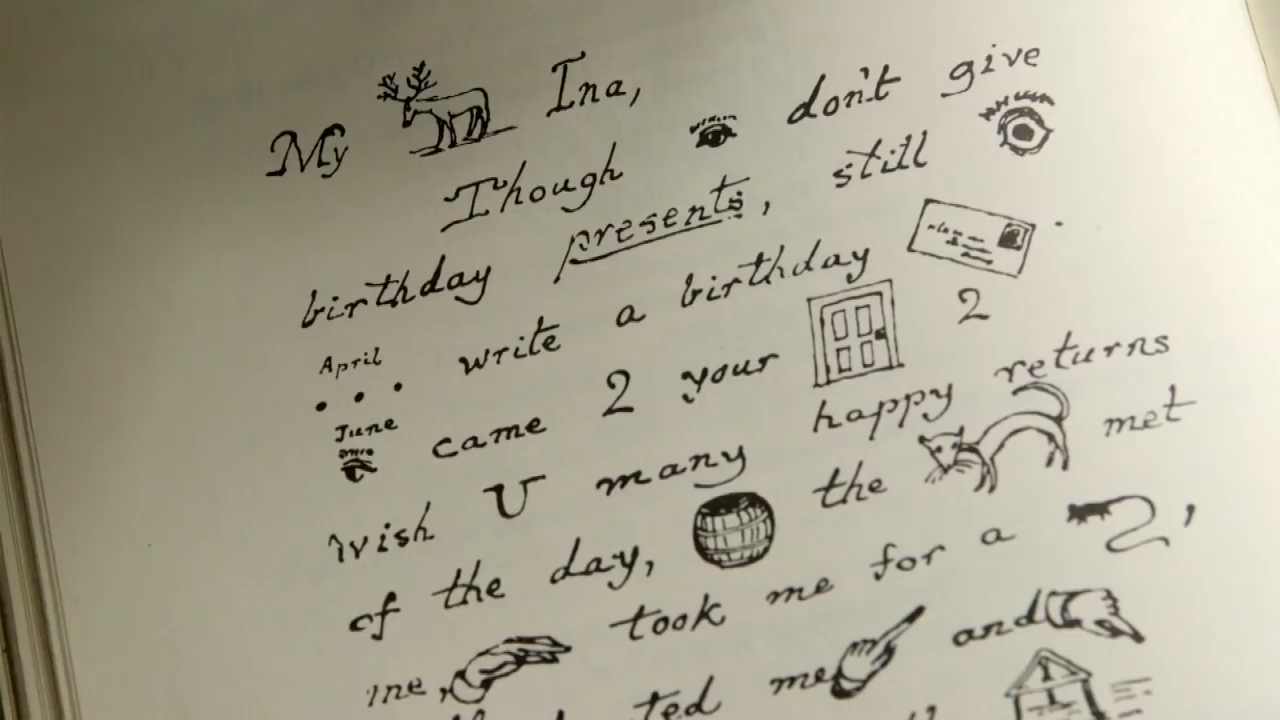 My Ina,
Though don't give
birthday presents, still
April . . . write a birthday .
June came 2 your 2
wish U many happy returns
of the day, the met
me, took me for a ,
me and